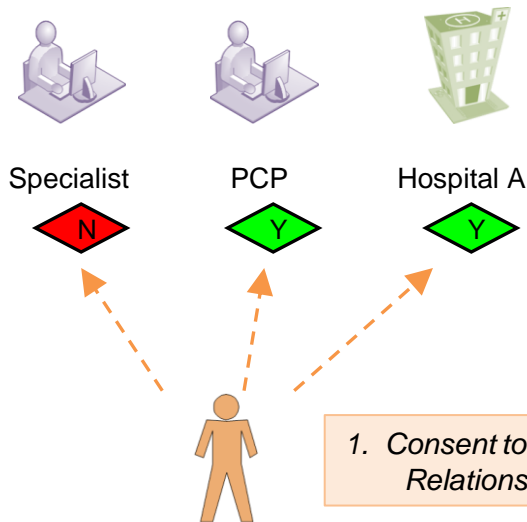 H +
Specialist PCP Hospital A
N Y Y
1. Consent to
Relations